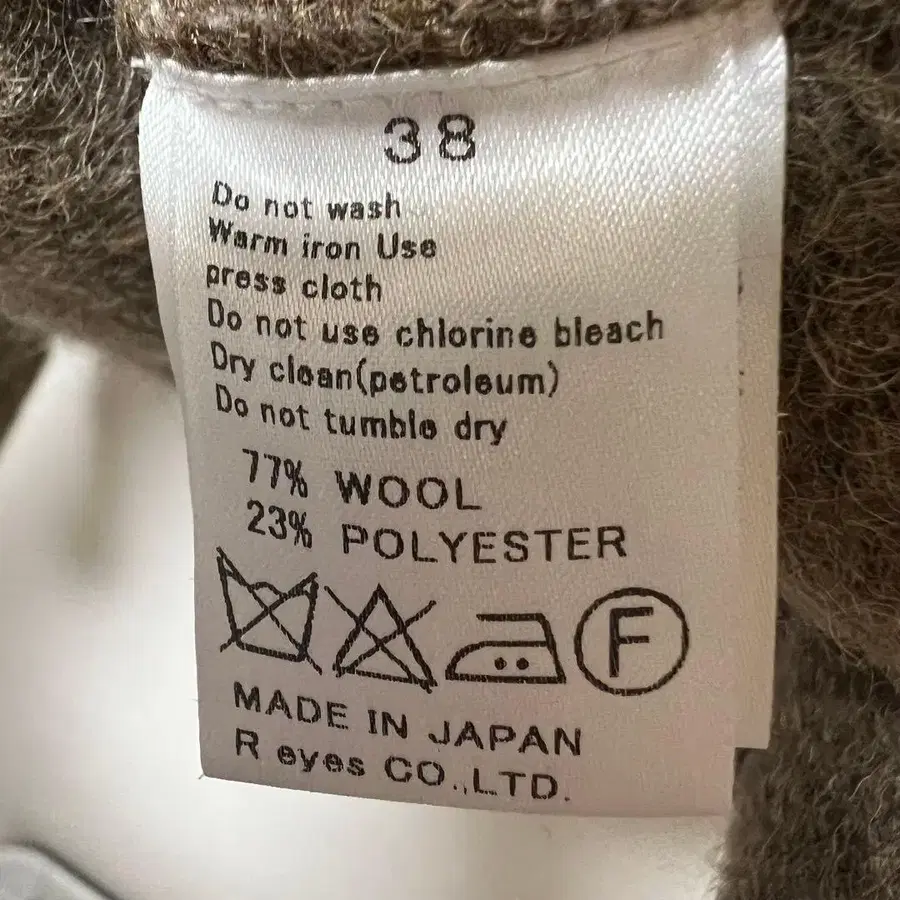 38
Do not wash
Warm iron Use
press cloth
Do not use chlorine bleach
Dry clean(petroleum)
Do not tumble dry
77% WOOL
23% POLYESTER
F
MADE IN JAPAN
R eyes CO.,LTD.